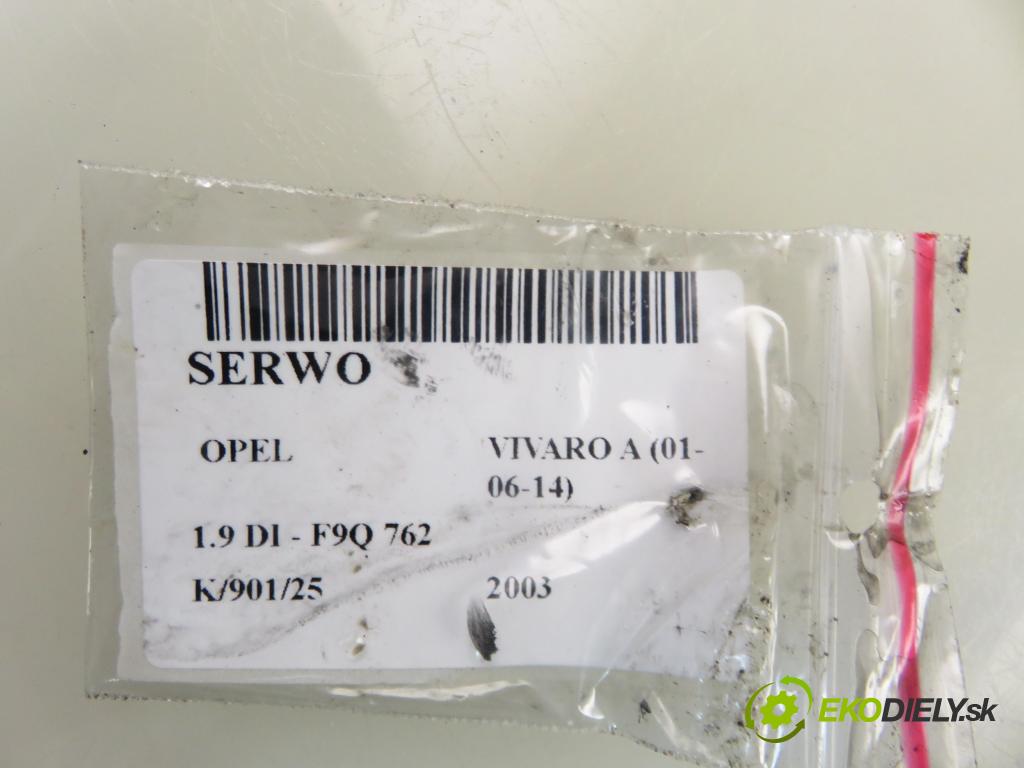 SERWO
OPEL VIVARO A (01-
06-14)
1.9 DI - F9Q 762
K/901/25 2003
EKODIELY.sk